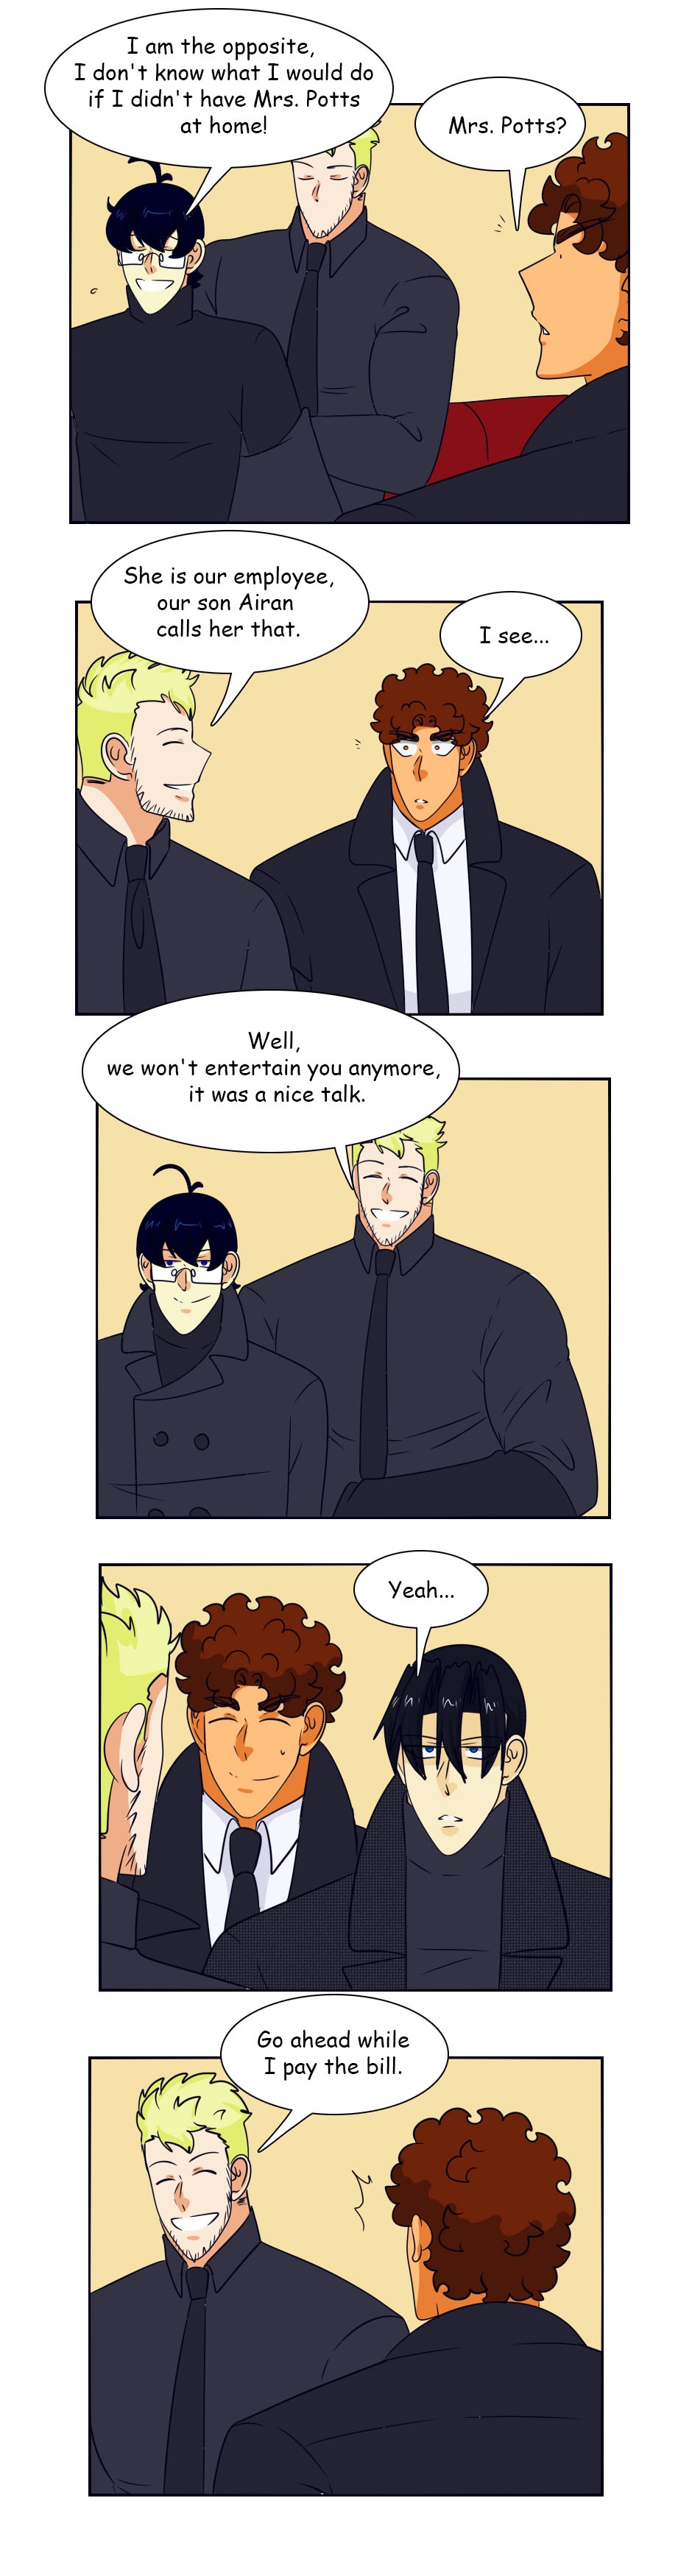 I am the opposite,
I don't know what I would do
if I didn't have Mrs. Potts
at home!
Mrs. Potts?
She is our employee,
our son Airan
calls her that.
I see...
Well,
we won't entertain you anymore,
it was a nice talk.
Yeah...
Go ahead while
I pay the bill.